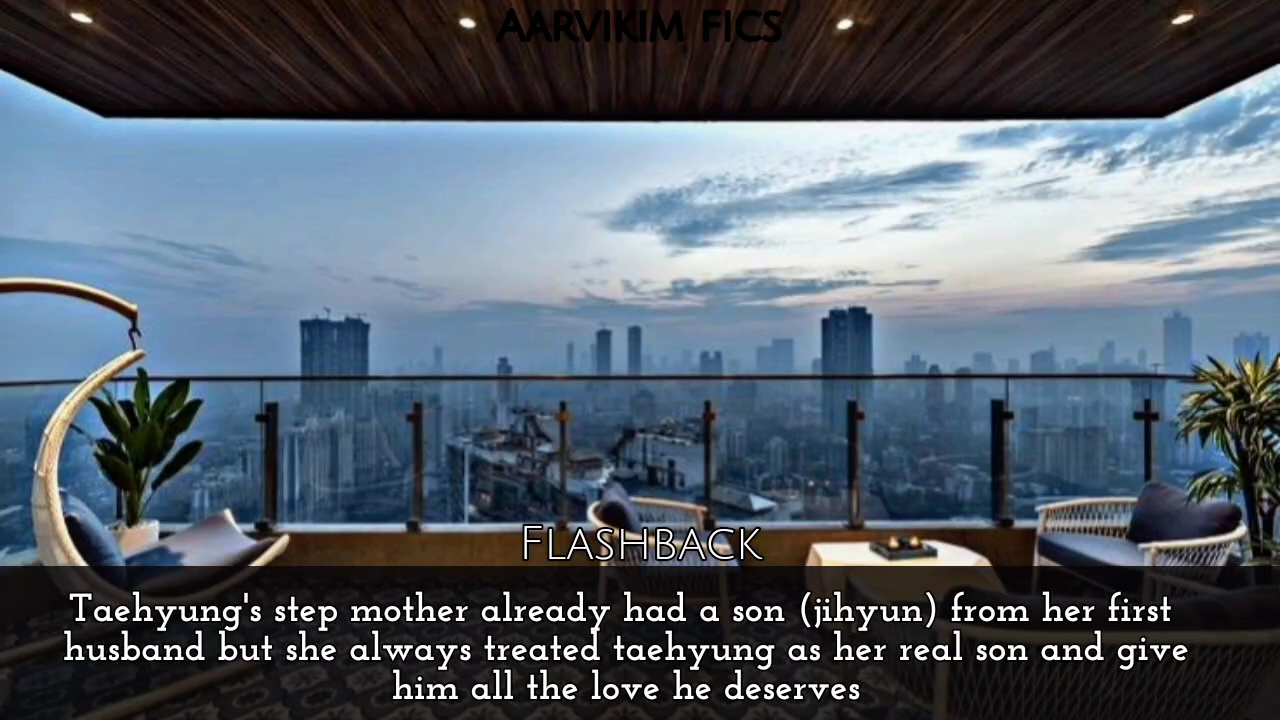 AARVIKIM FICS
FLASHBACK
Taehyung's step mother already had a son (jihyun) from her first
husband but she always treated taehyung as her real son and give
him all the love he deserves